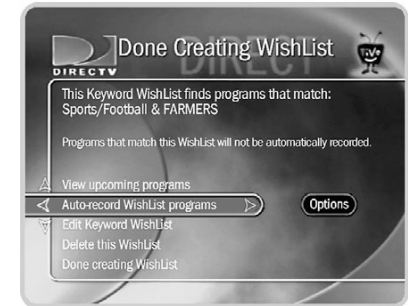 Done Creating WishList
DIRECT
TiVo
DIRECTV
This Keyword WishList finds programs that match:
Sports/Football & FARMERS
Programs that match this WishList will not be automatically recorded.
View upcoming programs
Auto-record WishList programs
Options
Edit Keyword WishList
Delete this WishList
Done creating WishList